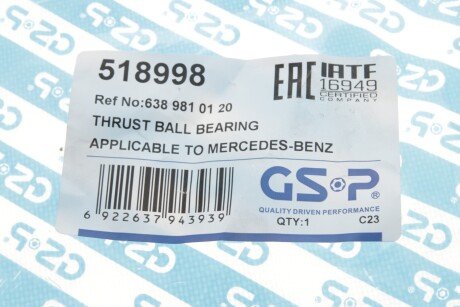 518998
EAC IATF
16949
CERTIFIED
COMPANY
Ref No:638 981 01 20
THRUST BALL BEARING
APPLICABLE TO MERCEDES-BENZ
GSP
QUALITY DRIVEN PERFORMANCE
6 922637 943939
QTY:1
C23